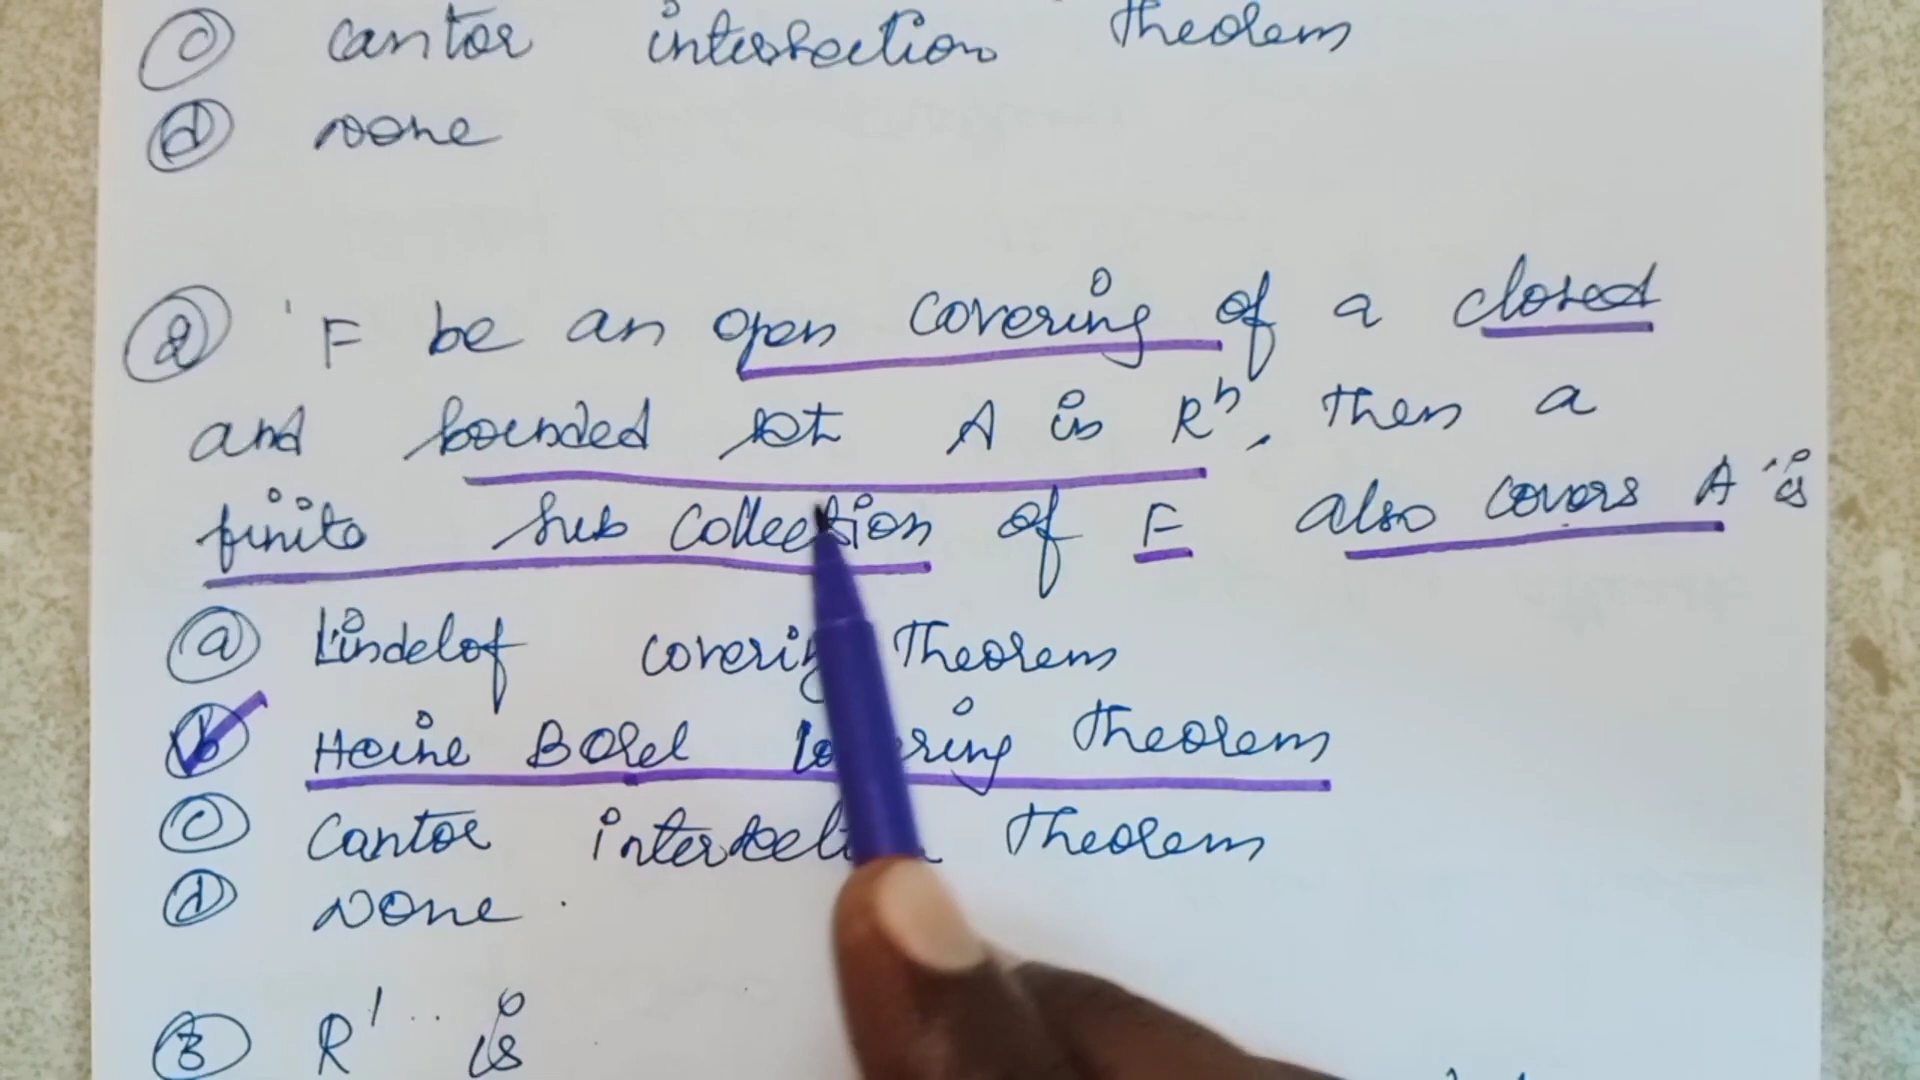 (c) cantor intersection Theorem
(d) none
(2) 'F be an open covering of a closed
and bounded set A in Rⁿ, then a
finite sub collection of F also covers A' is
(a) Lindelof covering Theorem
(b) Heine Borel covering Theorem
(c) Cantor intersection Theorem
(d) None.
(3) R¹ is